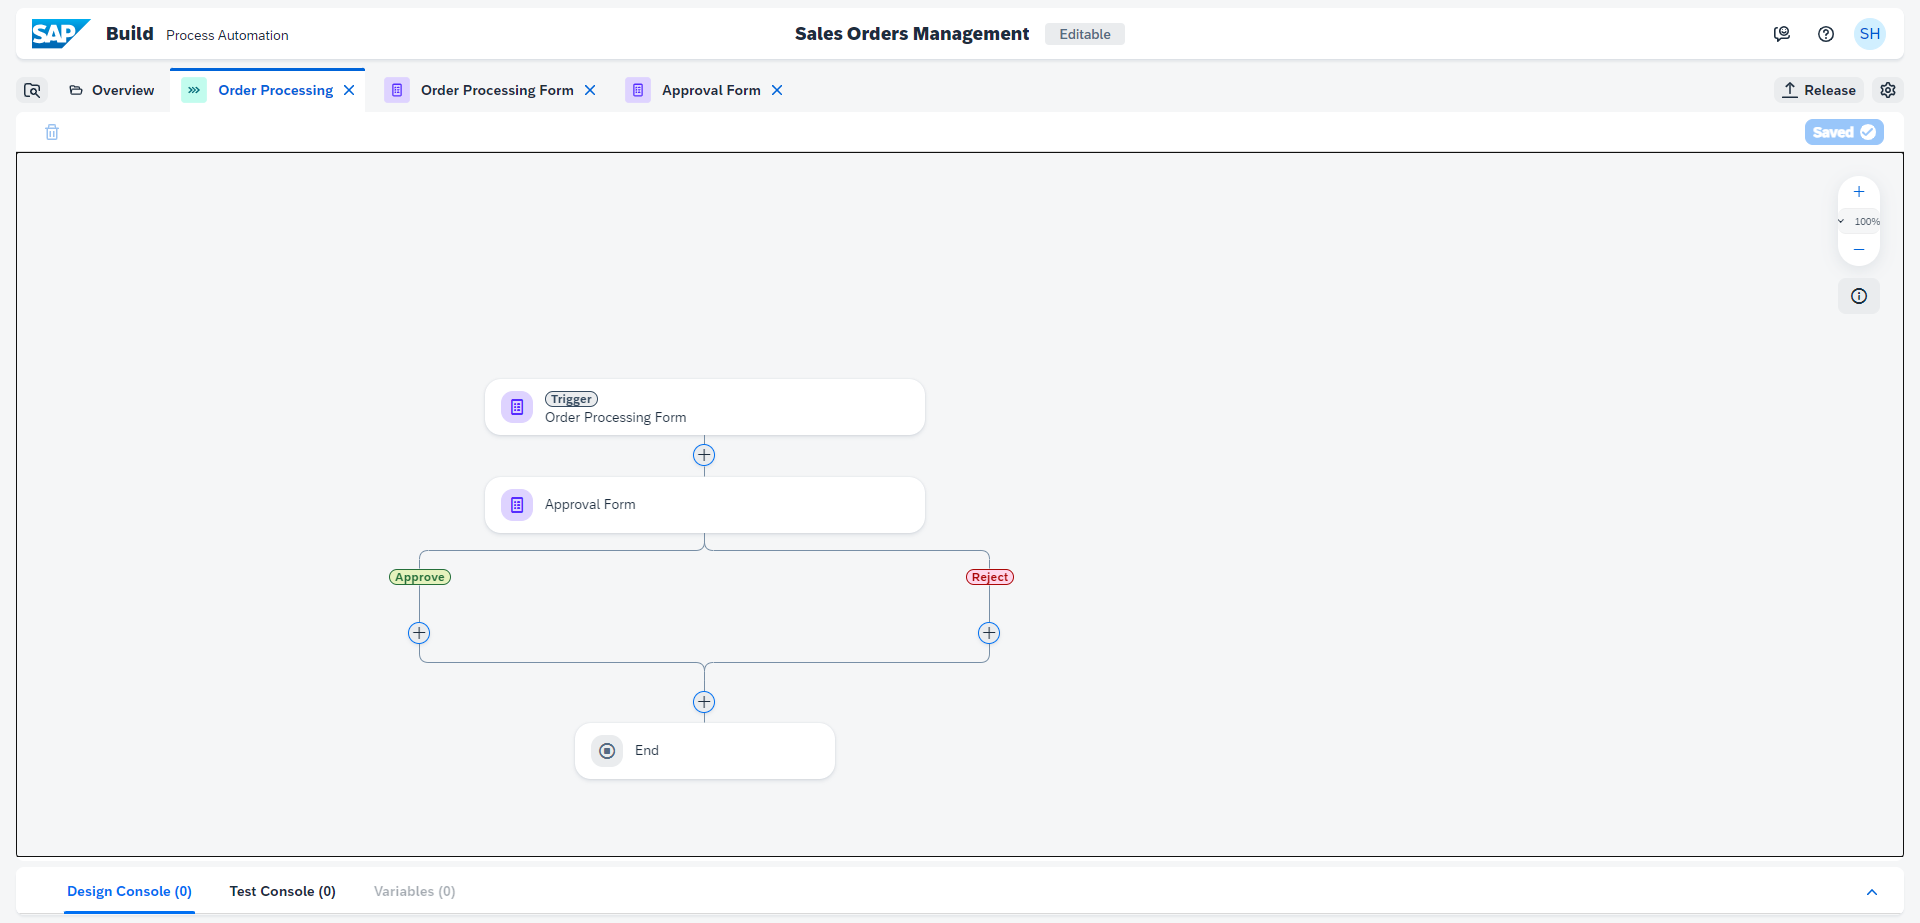 SAP Build Process Automation
Sales Orders Management Editable
SH
Overview
Order Processing
Order Processing Form
Approval Form
Release
Saved
100%
Trigger
Order Processing Form
Approval Form
Approve
Reject
End
Design Console (0)
Test Console (0)
Variables (0)